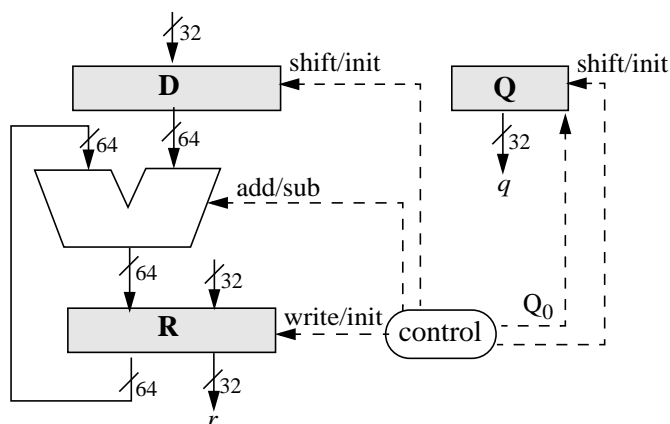 32
shift/init
shift/init
D
Q
64
64
32
q
add/sub
64
32
Q0
write/init
control
R
64
32
r